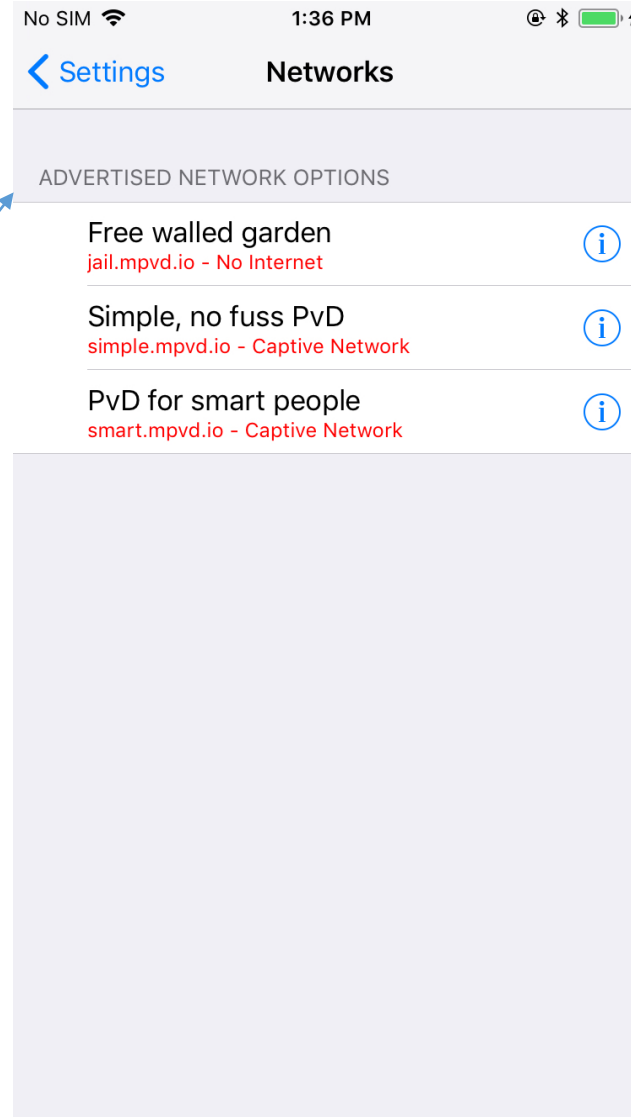 No SIM 1:36 PM
Settings Networks
ADVERTISED NETWORK OPTIONS
Free walled garden
jail.mpvd.io - No Internet
Simple, no fuss PvD
simple.mpvd.io - Captive Network
PvD for smart people
smart.mpvd.io - Captive Network